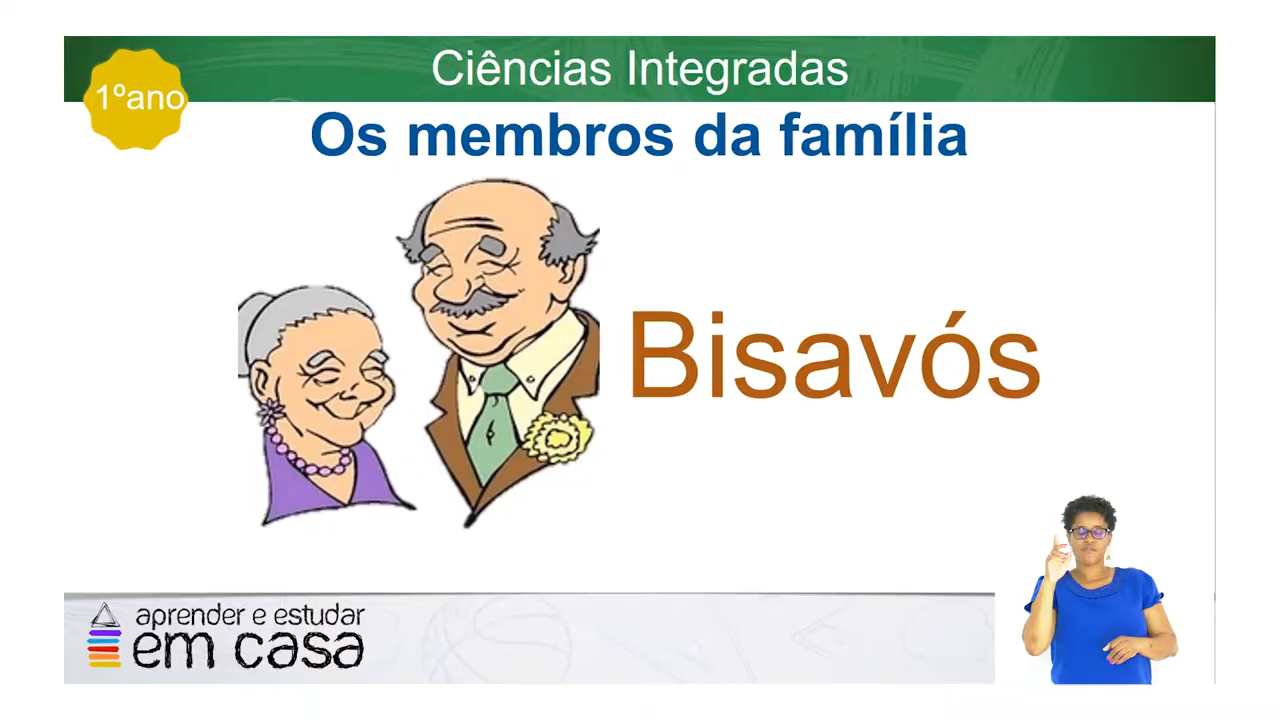 Ciências Integradas
1ºano
Os membros da família
Bisavós
aprender e estudar
em casa